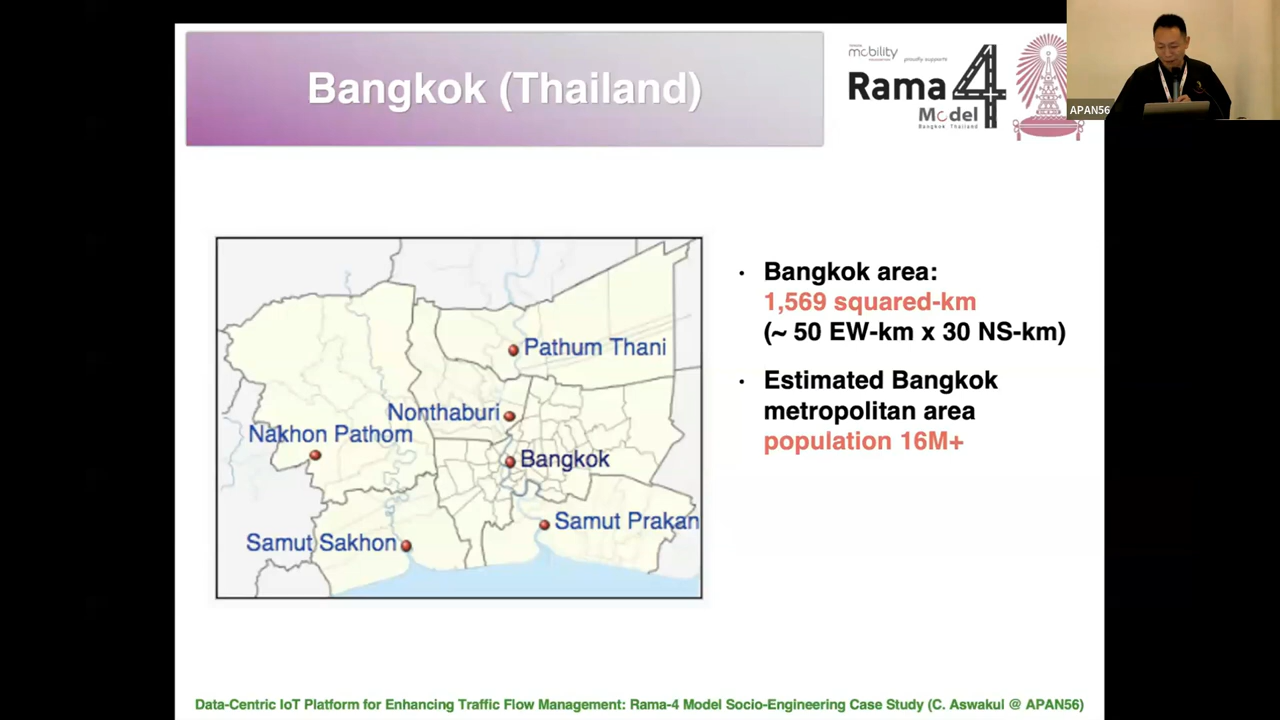 Bangkok (Thailand)
mobility
proudly supports
Rama 4
Model
Bangkok Thailand
APAN56
Pathum Thani
Nonthaburi
Nakhon Pathom
Bangkok
Samut Prakan
Samut Sakhon
• Bangkok area:
1,569 squared-km
(~ 50 EW-km x 30 NS-km)
• Estimated Bangkok
metropolitan area
population 16M+
Data-Centric IoT Platform for Enhancing Traffic Flow Management: Rama-4 Model Socio-Engineering Case Study (C. Aswakul @ APAN56)